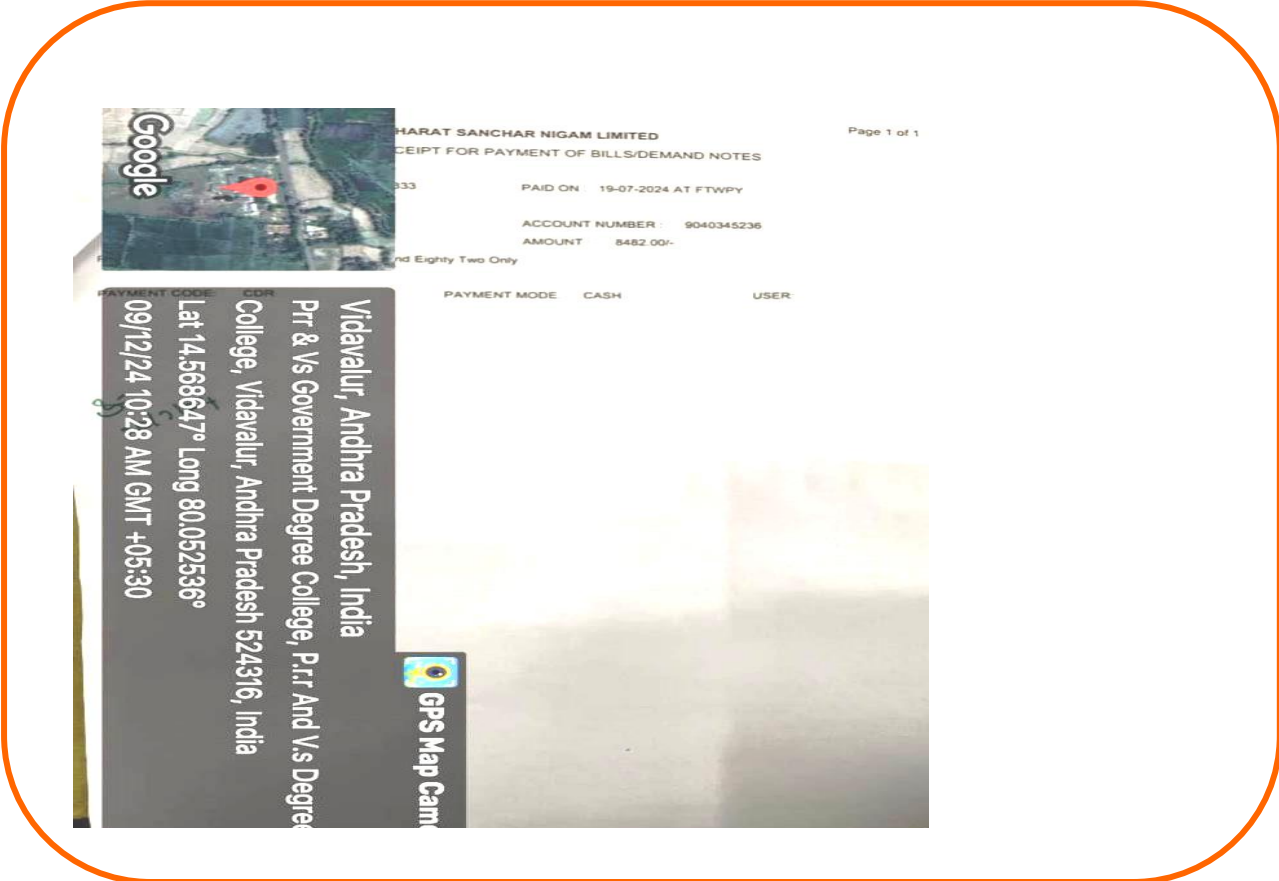 HARAT SANCHAR NIGAM LIMITED
Page 1 of 1
CEIPT FOR PAYMENT OF BILLS/DEMAND NOTES
333 PAID ON : 19-07-2024 AT FTWPY
ACCOUNT NUMBER : 9040345236
AMOUNT 8482.00/-
nd Eighty Two Only
PAYMENT CODE: CDR PAYMENT MODE CASH USER
Google
Vidavalur, Andhra Pradesh, India
Prr & Vs Government Degree College, P.r.r And V.s Degree
College, Vidavalur, Andhra Pradesh 524316, India
Lat 14.568647° Long 80.052536°
09/12/24 10:28 AM GMT +05:30
GPS Map Cam